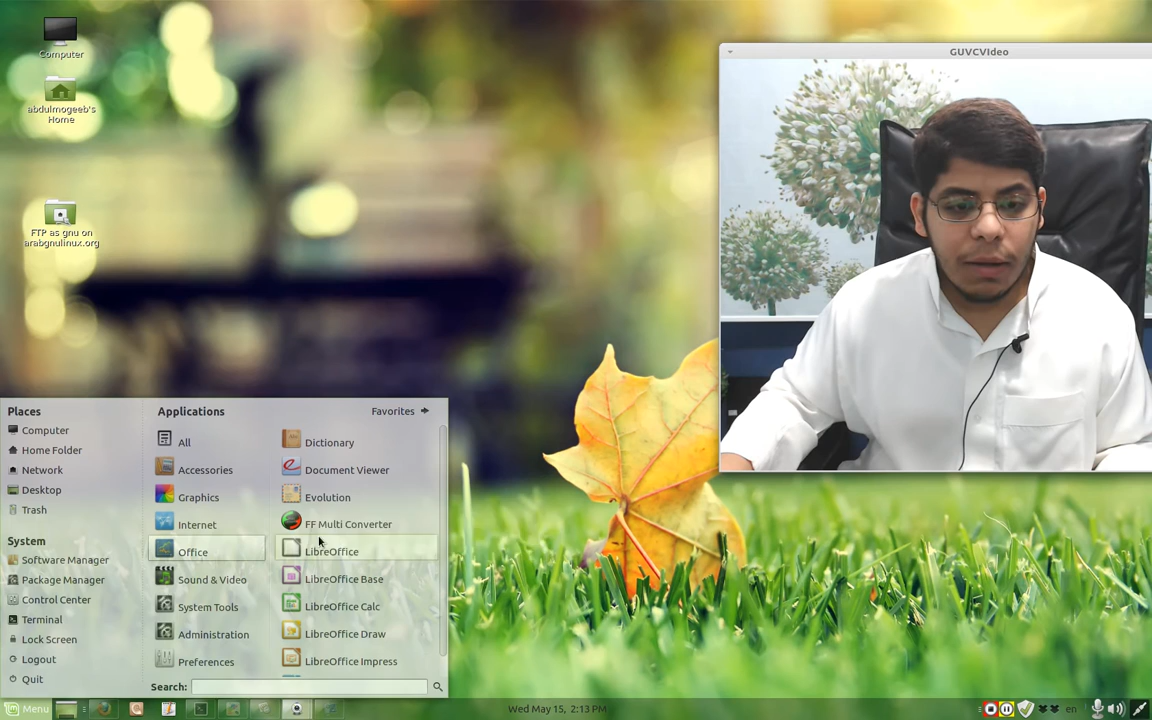 Computer
abdulmogeeb's
Home
FTP as gnu on
arabgnulinux.org
GUVCVIdeo
Places
Computer
Home Folder
Network
Desktop
Trash
System
Software Manager
Package Manager
Control Center
Terminal
Lock Screen
Logout
Quit
Applications
Favorites
All
Accessories
Graphics
Internet
Office
Sound & Video
System Tools
Administration
Preferences
Dictionary
Document Viewer
Evolution
FF Multi Converter
LibreOffice
LibreOffice Base
LibreOffice Calc
LibreOffice Draw
LibreOffice Impress
Search:
Menu
Wed May 15, 2:13 PM
en